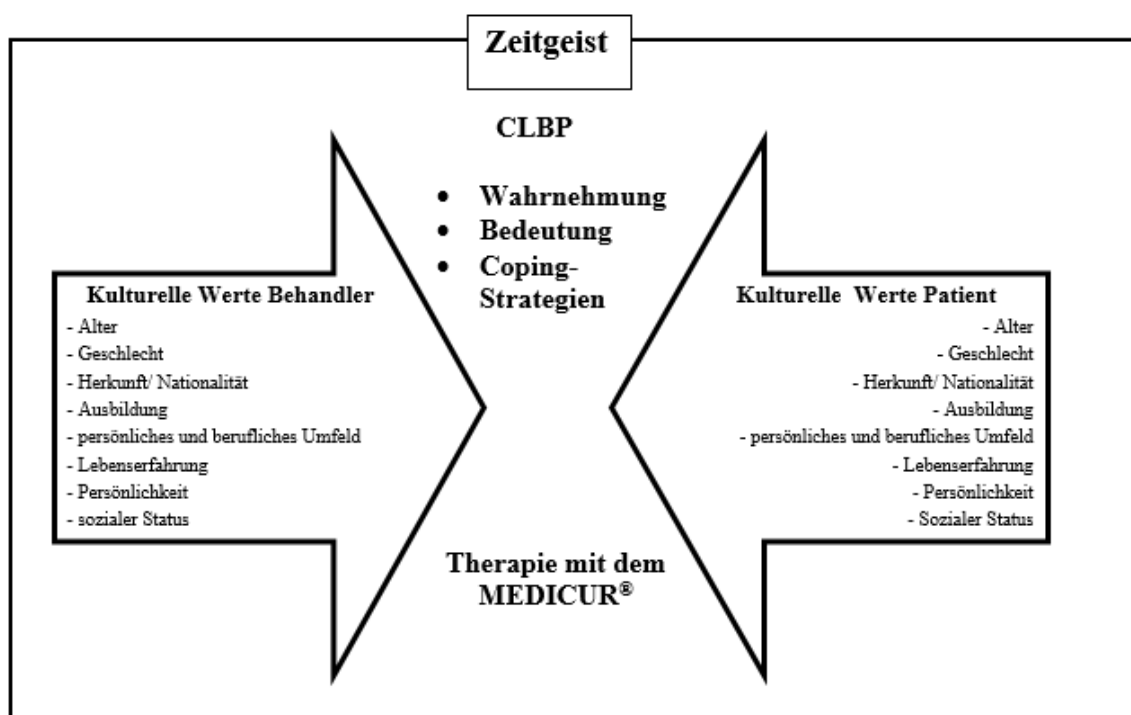 Zeitgeist
CLBP
• Wahrnehmung
• Bedeutung
• Coping-
Strategien
Kulturelle Werte Behandler
- Alter
- Geschlecht
- Herkunft/ Nationalität
- Ausbildung
- persönliches und berufliches Umfeld
- Lebenserfahrung
- Persönlichkeit
- sozialer Status
Kulturelle Werte Patient
- Alter
- Geschlecht
- Herkunft/ Nationalität
- Ausbildung
- persönliches und berufliches Umfeld
- Lebenserfahrung
- Persönlichkeit
- Sozialer Status
Therapie mit dem
MEDICUR®